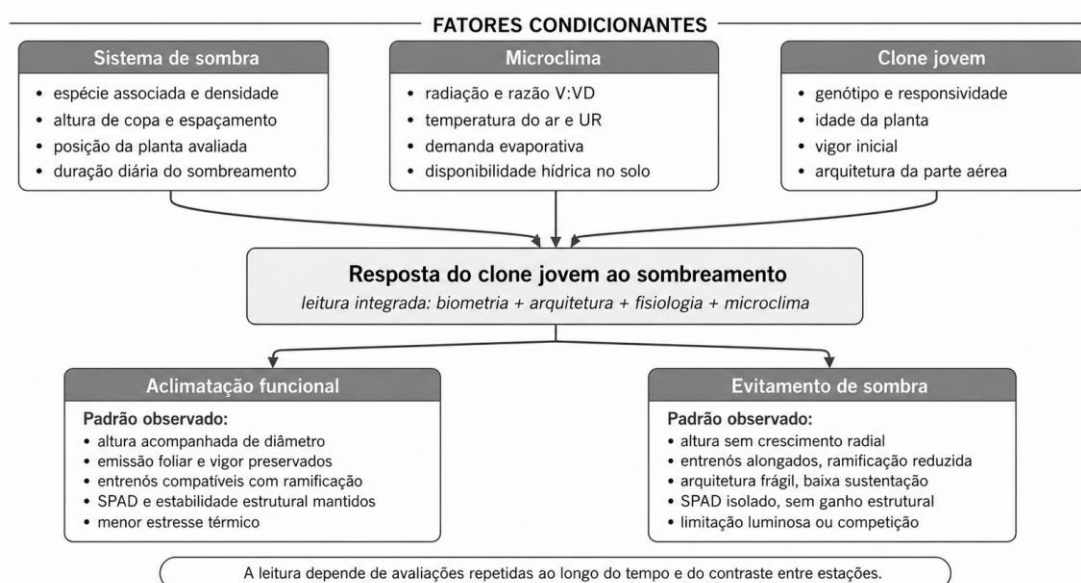 FATORES CONDICIONANTES
Sistema de sombra
• espécie associada e densidade
• altura de copa e espaçamento
• posição da planta avaliada
• duração diária do sombreamento
Microclima
• radiação e razão V:VD
• temperatura do ar e UR
• demanda evaporativa
• disponibilidade hídrica no solo
Clone jovem
• genótipo e responsividade
• idade da planta
• vigor inicial
• arquitetura da parte aérea
Resposta do clone jovem ao sombreamento
leitura integrada: biometria + arquitetura + fisiologia + microclima
Aclimatação funcional
Padrão observado:
• altura acompanhada de diâmetro
• emissão foliar e vigor preservados
• entrenós compatíveis com ramificação
• SPAD e estabilidade estrutural mantidos
• menor estresse térmico
Evitamento de sombra
Padrão observado:
• altura sem crescimento radial
• entrenós alongados, ramificação reduzida
• arquitetura frágil, baixa sustentação
• SPAD isolado, sem ganho estrutural
• limitação luminosa ou competição
A leitura depende de avaliações repetidas ao longo do tempo e do contraste entre estações.